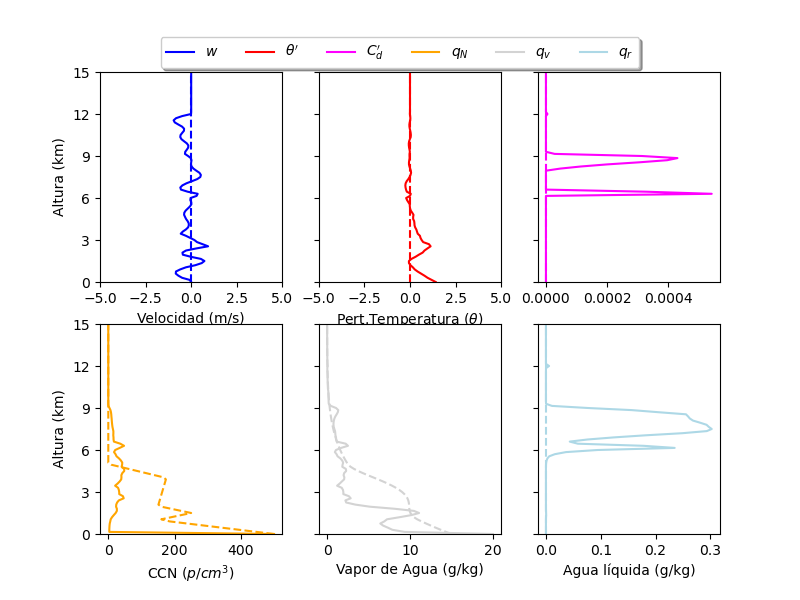 w θ′ C′d qN qv qr
15
12
9
6
3
0
Altura (km)
−5.0 −2.5 0.0 2.5 5.0
Velocidad (m/s)
−5.0 −2.5 0.0 2.5 5.0
Pert.Temperatura (θ)
0.0000 0.0002 0.0004
15
12
9
6
3
0
Altura (km)
0 200 400
CCN (p/cm³)
0 10 20
Vapor de Agua (g/kg)
0.0 0.1 0.2 0.3
Agua líquida (g/kg)